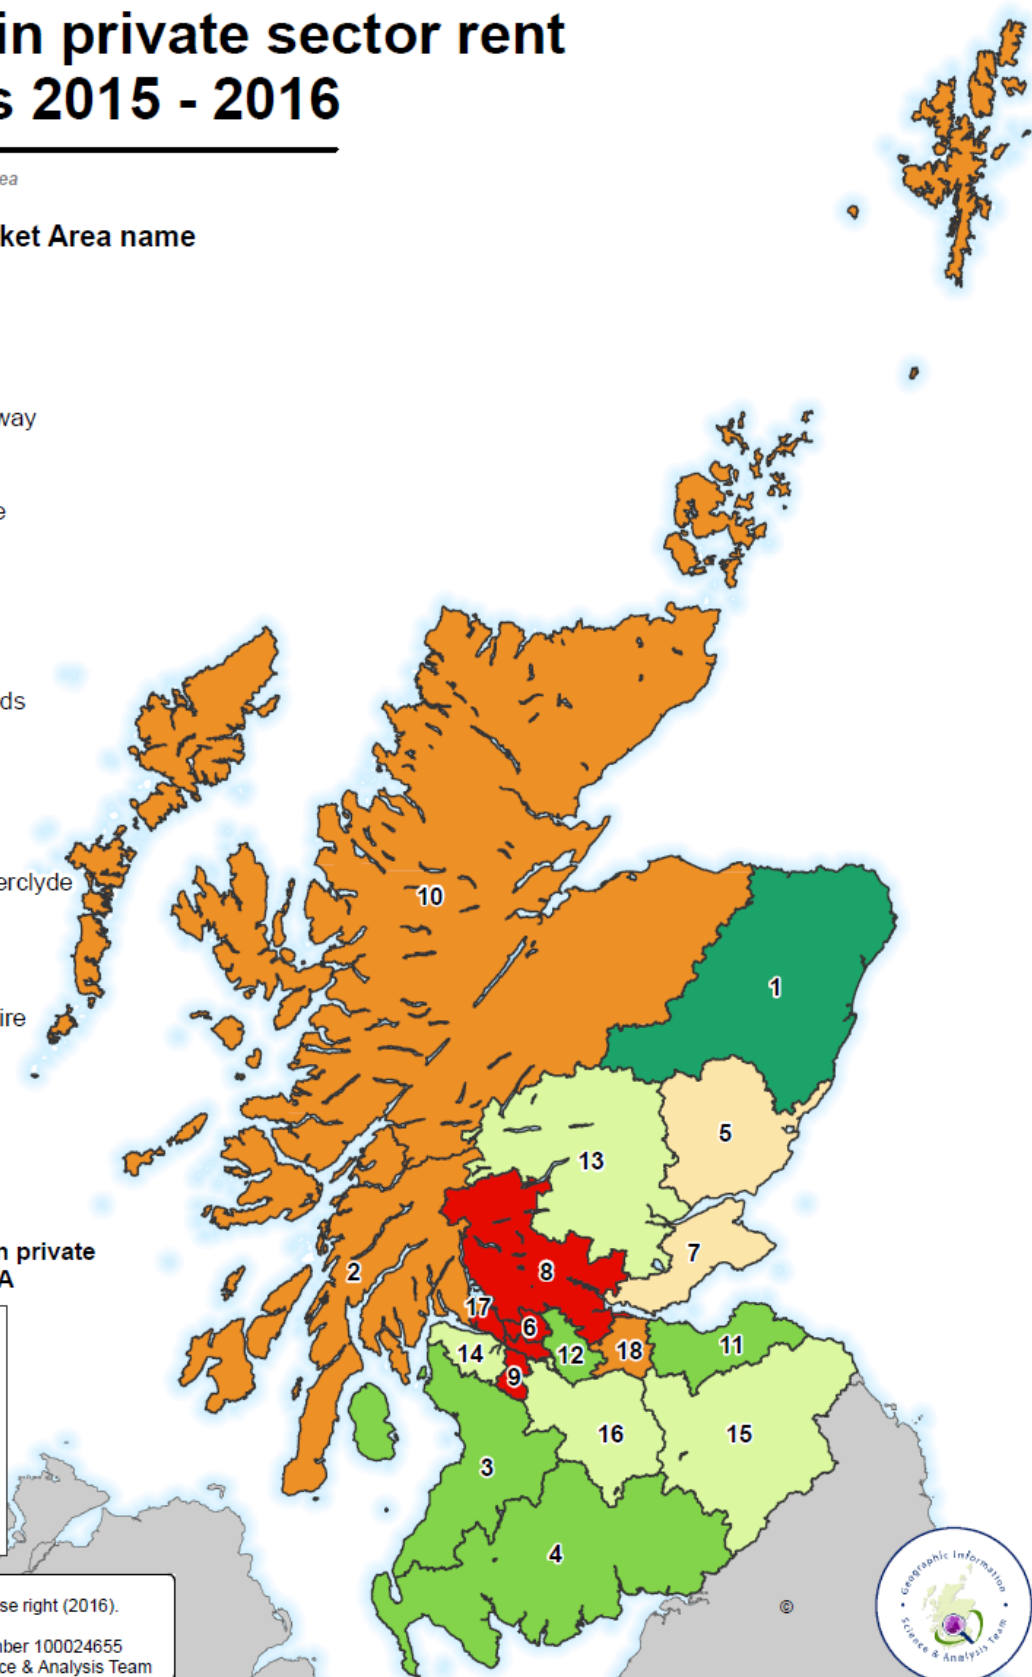 in private sector rent
s 2015 - 2016
ea
ket Area name
way
e
ds
erclyde
ire
10
1
5
13
7
2
8
17
6
18
11
14
12
9
16
15
3
4
n private
A
se right (2016).
nber 100024655
ce & Analysis Team
©
Geographic Information
Science & Analysis Team